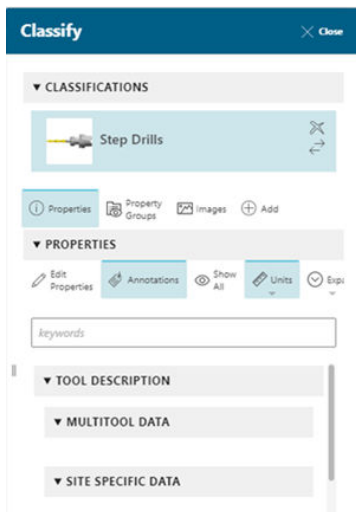 Classify
Close
▼ CLASSIFICATIONS
Step Drills
Properties
Property Groups
Images
Add
▼ PROPERTIES
Edit Properties
Annotations
Show All
Units
Expa
keywords
▼ TOOL DESCRIPTION
▼ MULTITOOL DATA
▼ SITE SPECIFIC DATA